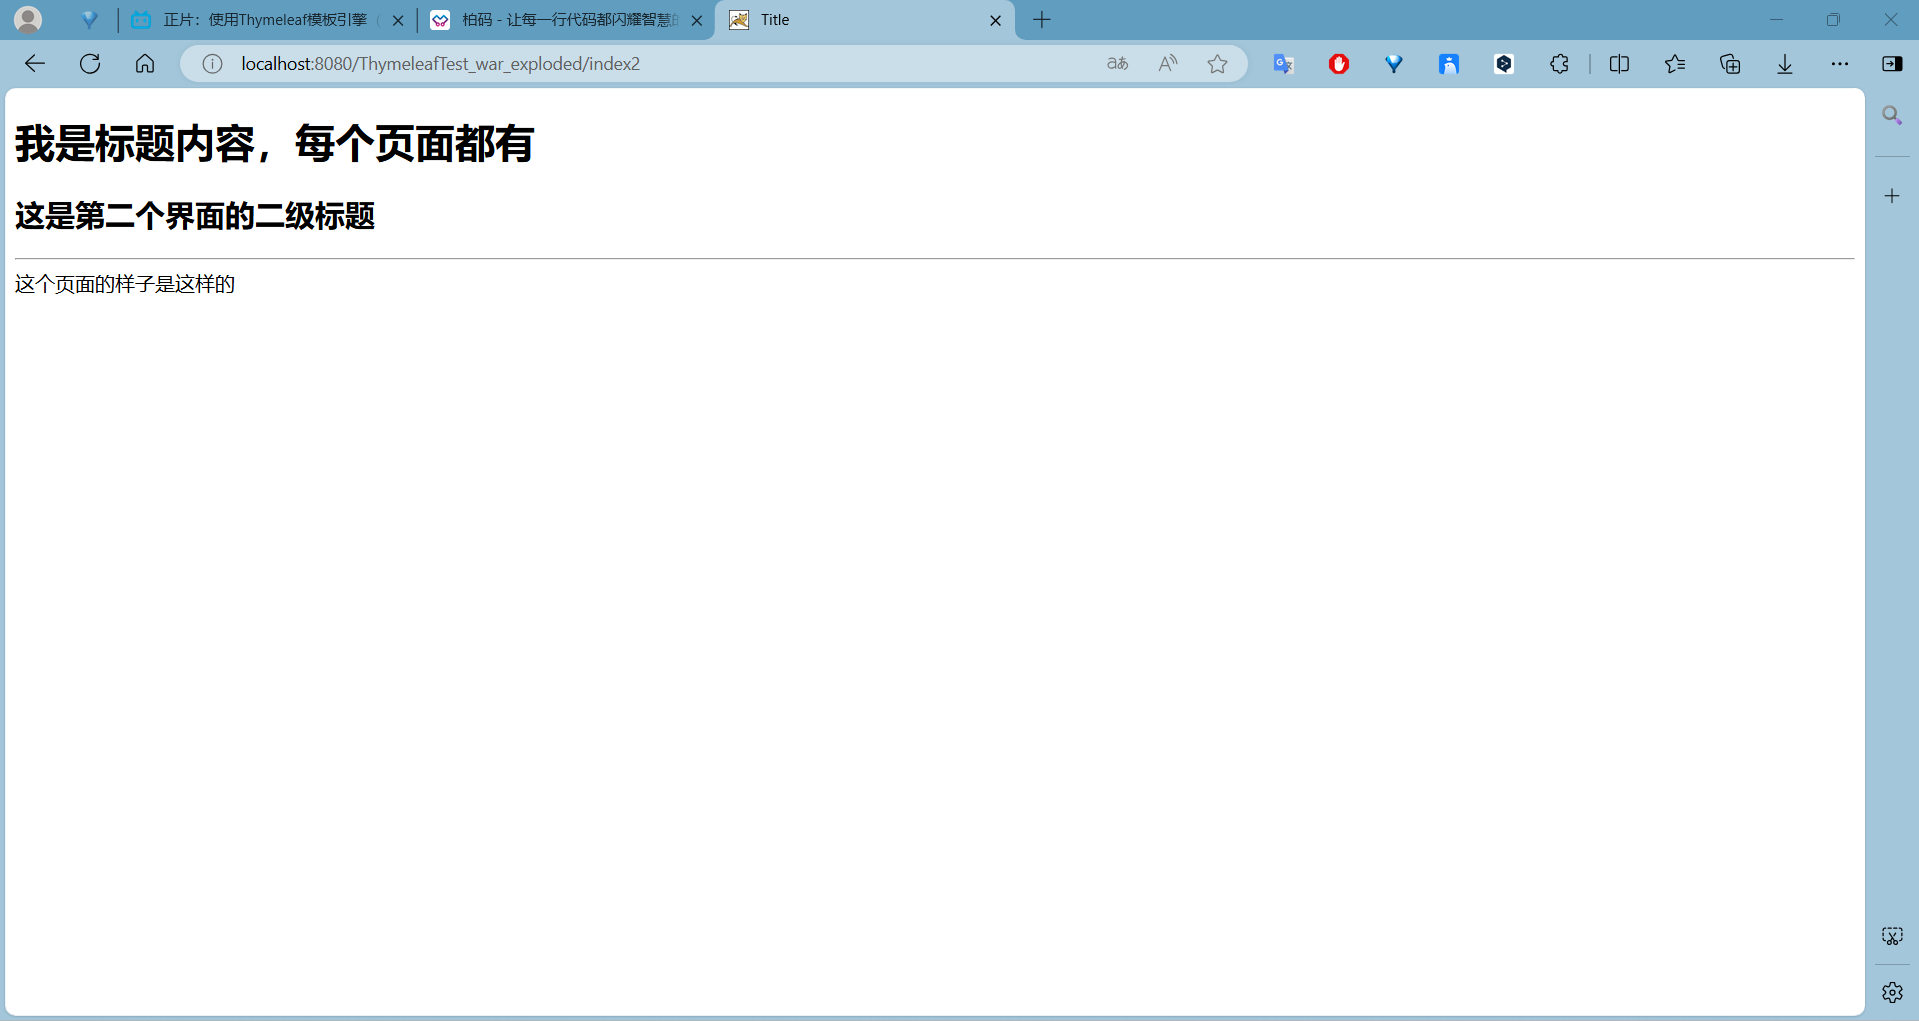 正片：使用Thymeleaf模板引擎
柏码 - 让每一行代码都闪耀智慧的
Title
localhost:8080/ThymeleafTest_war_exploded/index2
我是标题内容，每个页面都有
这是第二个界面的二级标题
这个页面的样子是这样的